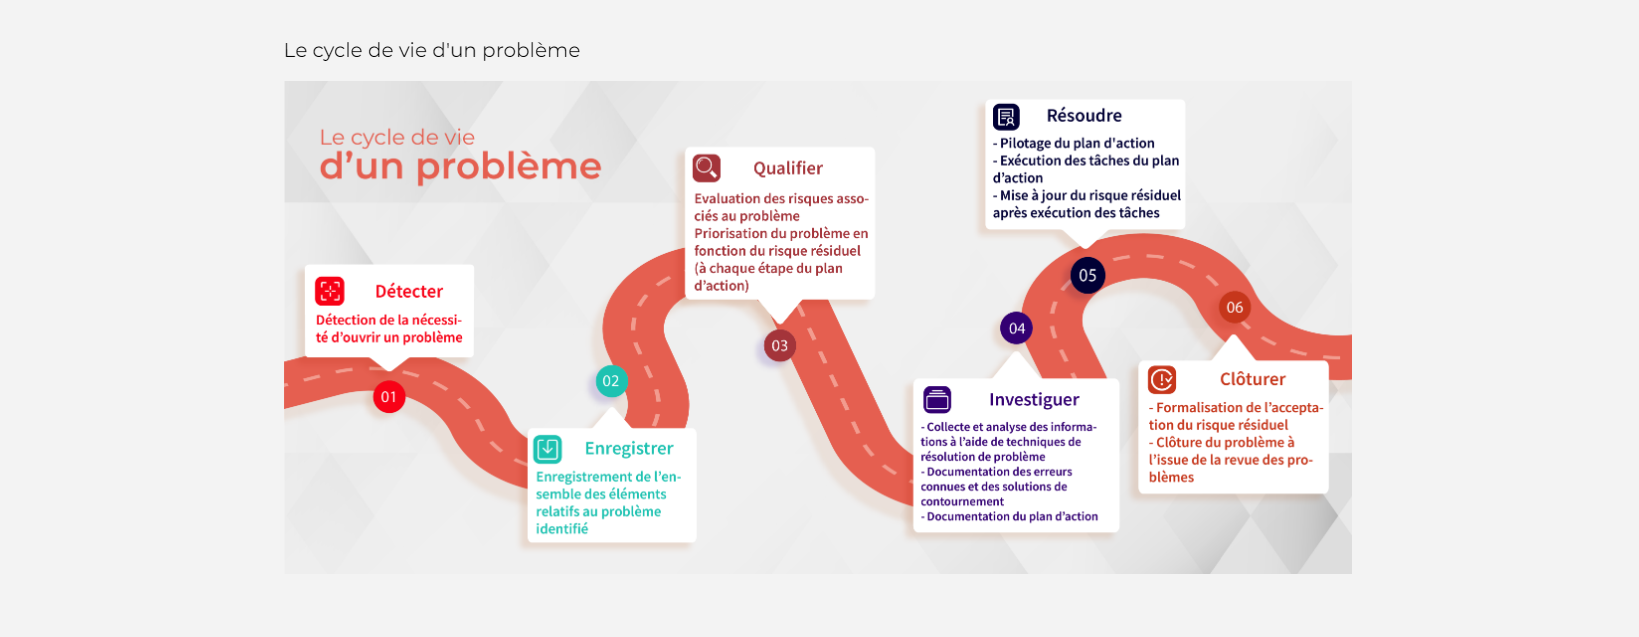 Le cycle de vie d'un problème
Le cycle de vie
d'un problème
01
Détecter
Détection de la nécessi-
té d'ouvrir un problème
02
Enregistrer
Enregistrement de l'en-
semble des éléments
relatifs au problème
identifié
03
Qualifier
Evaluation des risques asso-
ciés au problème
Priorisation du problème en
fonction du risque résiduel
(à chaque étape du plan
d'action)
04
Investiguer
- Collecte et analyse des informa-
tions à l'aide de techniques de
résolution de problème
- Documentation des erreurs
connues et des solutions de
contournement
- Documentation du plan d'action
05
Résoudre
- Pilotage du plan d'action
- Exécution des tâches du plan
d'action
- Mise à jour du risque résiduel
après exécution des tâches
06
Clôturer
- Formalisation de l'accepta-
tion du risque résiduel
- Clôture du problème à
l'issue de la revue des pro-
blèmes